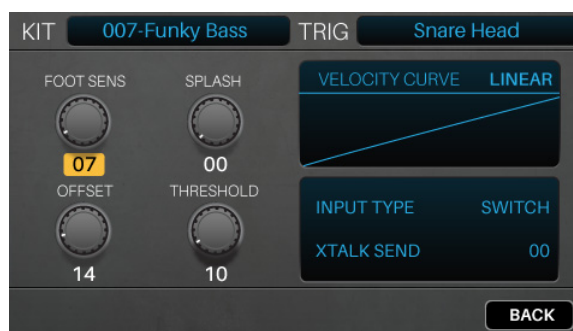 KIT 007-Funky Bass TRIG Snare Head
FOOT SENS SPLASH
07 00
OFFSET THRESHOLD
14 10
VELOCITY CURVE LINEAR
INPUT TYPE SWITCH
XTALK SEND 00
BACK